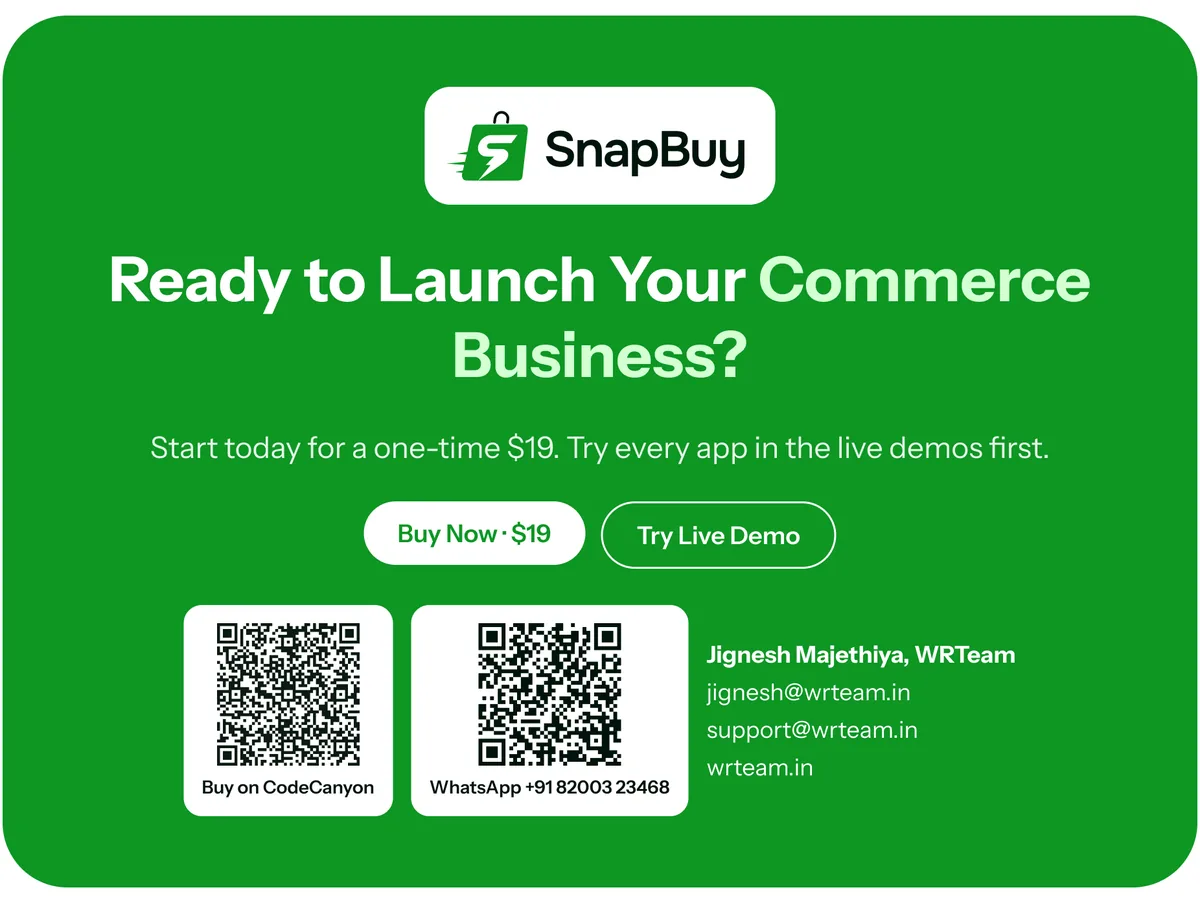 SnapBuy
Ready to Launch Your Commerce
Business?
Start today for a one-time $19. Try every app in the live demos first.
Buy Now · $19
Try Live Demo
Buy on CodeCanyon
WhatsApp +91 82003 23468
Jignesh Majethiya, WRTeam
jignesh@wrteam.in
support@wrteam.in
wrteam.in